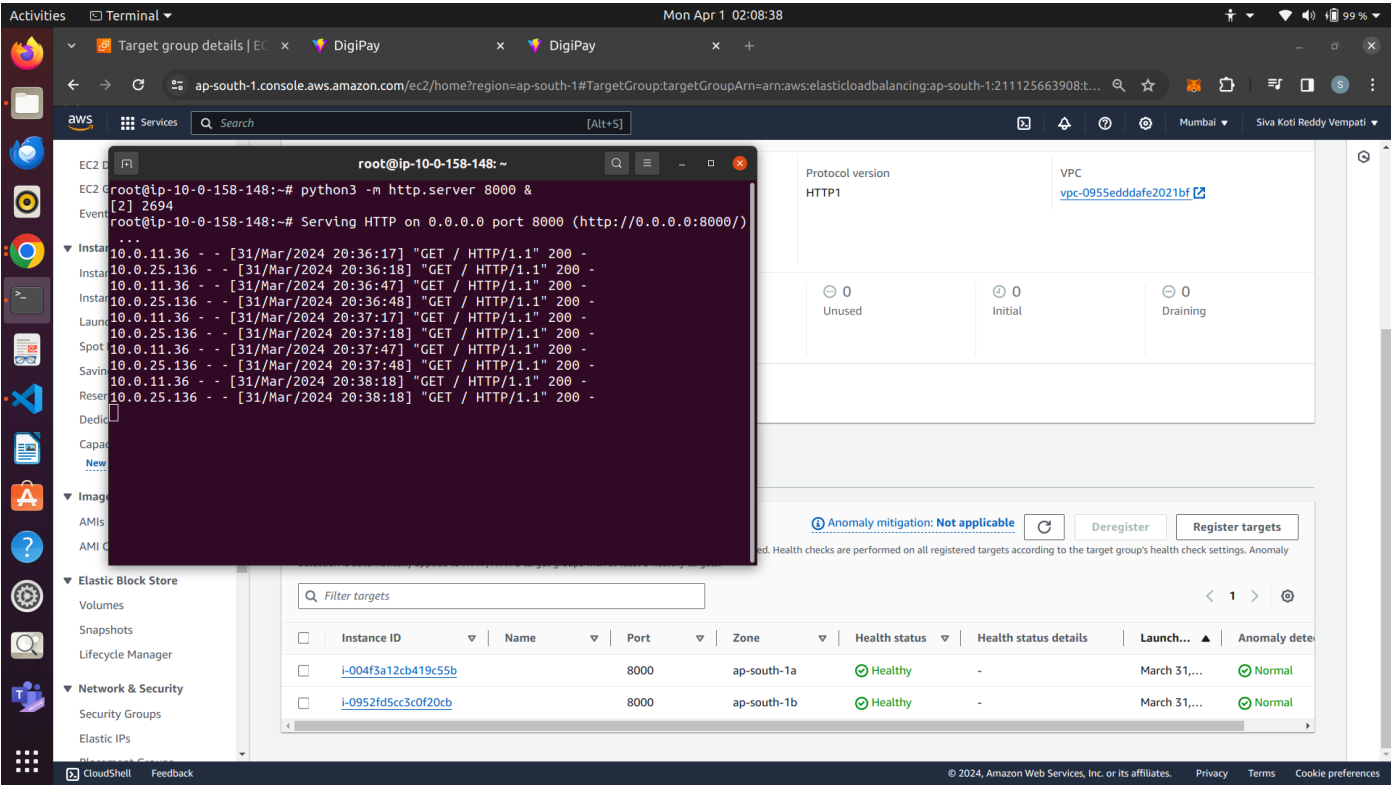 Activities
Terminal
Mon Apr 1 02:08:38
99 %
Target group details | EC
DigiPay
DigiPay
ap-south-1.console.aws.amazon.com/ec2/home?region=ap-south-1#TargetGroup:targetGroupArn=arn:aws:elasticloadbalancing:ap-south-1:211125663908:t...
S
aws
Services
Search
[Alt+S]
Mumbai
Siva Koti Reddy Vempati
EC2 D
EC2 G
Event
Instan
Instan
Launc
Spot
Savin
Reser
Dedic
Capac
New
Image
AMIs
AMI C
Elastic Block Store
Volumes
Snapshots
Lifecycle Manager
Network & Security
Security Groups
Elastic IPs
root@ip-10-0-158-148: ~
root@ip-10-0-158-148:~# python3 -m http.server 8000 &
[2] 2694
root@ip-10-0-158-148:~# Serving HTTP on 0.0.0.0 port 8000 (http://0.0.0.0:8000/)
...
10.0.11.36 - - [31/Mar/2024 20:36:17] "GET / HTTP/1.1" 200 -
10.0.25.136 - - [31/Mar/2024 20:36:18] "GET / HTTP/1.1" 200 -
10.0.11.36 - - [31/Mar/2024 20:36:47] "GET / HTTP/1.1" 200 -
10.0.25.136 - - [31/Mar/2024 20:36:48] "GET / HTTP/1.1" 200 -
10.0.11.36 - - [31/Mar/2024 20:37:17] "GET / HTTP/1.1" 200 -
10.0.25.136 - - [31/Mar/2024 20:37:18] "GET / HTTP/1.1" 200 -
10.0.11.36 - - [31/Mar/2024 20:37:47] "GET / HTTP/1.1" 200 -
10.0.25.136 - - [31/Mar/2024 20:37:48] "GET / HTTP/1.1" 200 -
10.0.11.36 - - [31/Mar/2024 20:38:18] "GET / HTTP/1.1" 200 -
10.0.25.136 - - [31/Mar/2024 20:38:18] "GET / HTTP/1.1" 200 -
Protocol version
HTTP1
VPC
vpc-0955edddafe2021bf
0
Unused
0
Initial
0
Draining
Anomaly mitigation: Not applicable
Deregister
Register targets
ed. Health checks are performed on all registered targets according to the target group's health check settings. Anomaly
Filter targets
1
Instance ID Name Port Zone Health status Health status details Launch... Anomaly dete
i-004f3a12cb419c55b 8000 ap-south-1a Healthy - March 31,... Normal
i-0952fd5cc3c0f20cb 8000 ap-south-1b Healthy - March 31,... Normal
CloudShell
Feedback
© 2024, Amazon Web Services, Inc. or its affiliates.
Privacy
Terms
Cookie preferences